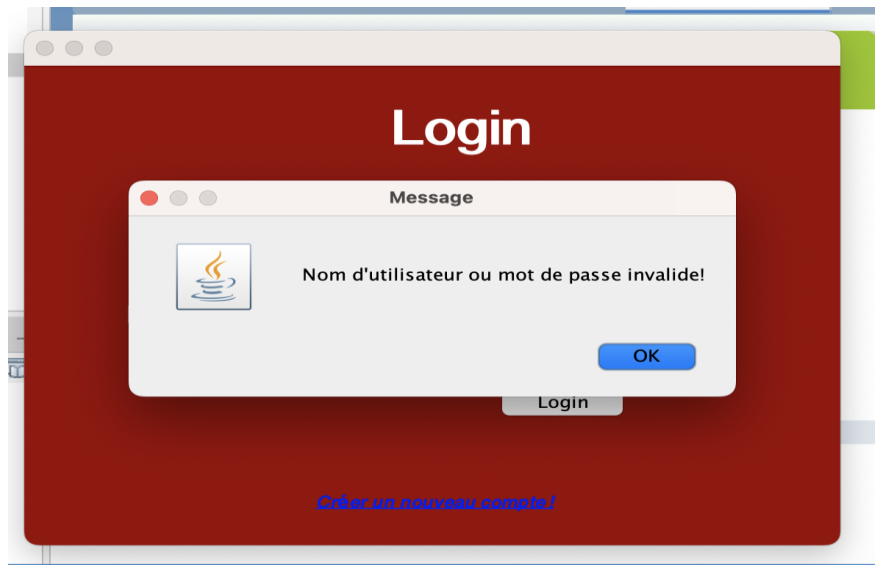 Login
Message
Nom d'utilisateur ou mot de passe invalide!
OK
Login
Créer un nouveau compte!